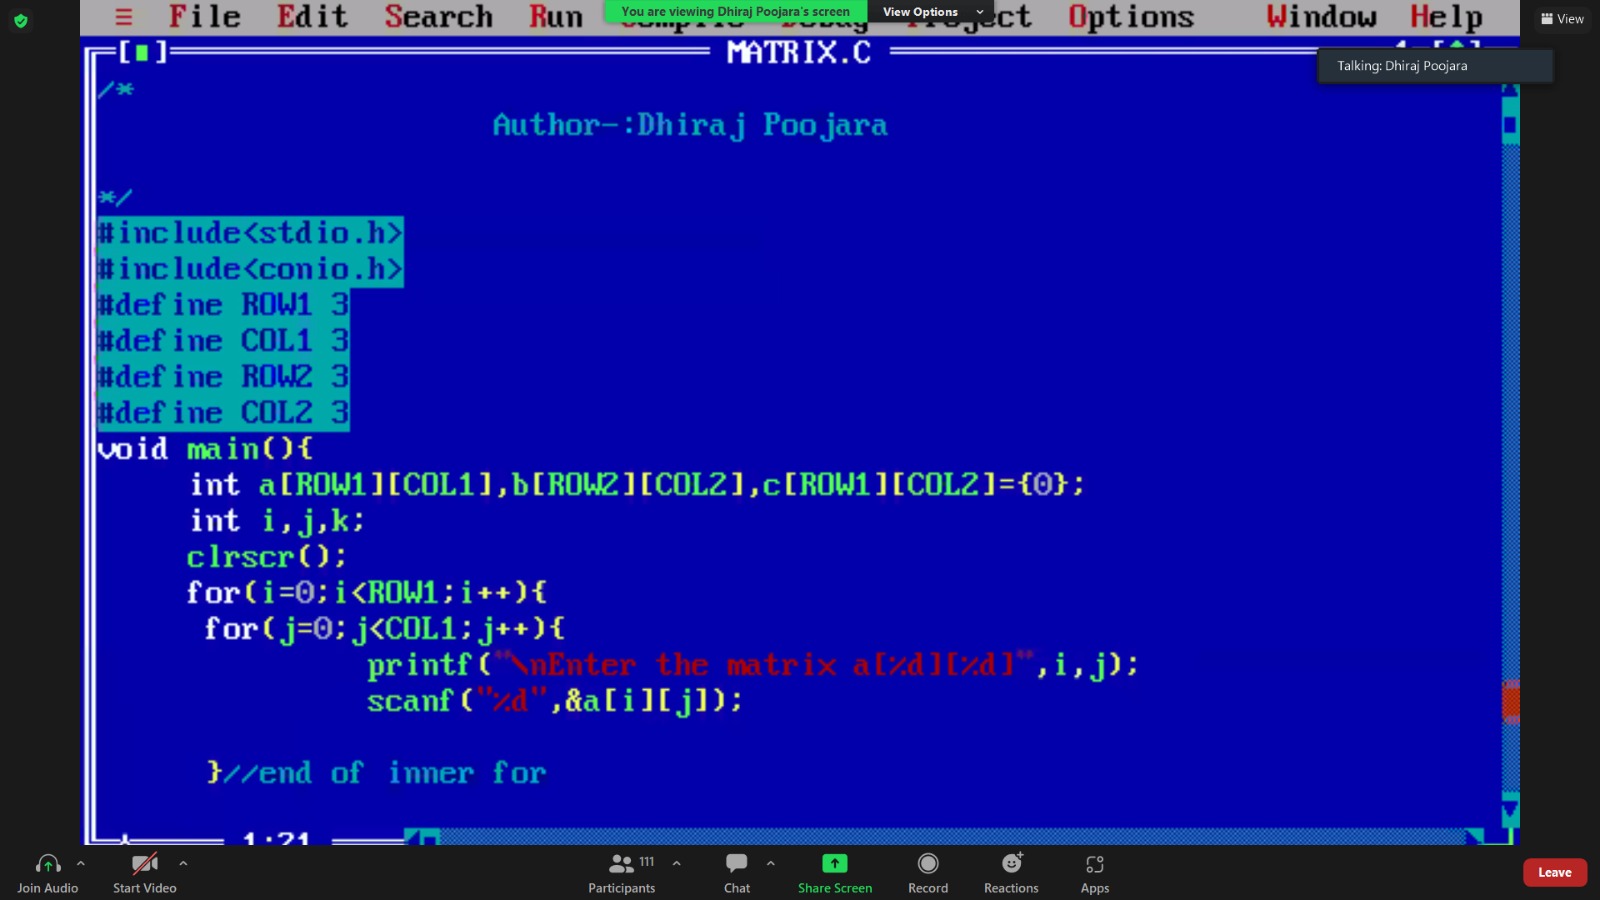 File Edit Search Run Compile Debug Project Options Window Help
You are viewing Dhiraj Poojara's screen View Options
View
MATRIX.C
Talking: Dhiraj Poojara
/*
Author-:Dhiraj Poojara
*/
#include<stdio.h>
#include<conio.h>
#define ROW1 3
#define COL1 3
#define ROW2 3
#define COL2 3
void main(){
int a[ROW1][COL1],b[ROW2][COL2],c[ROW1][COL2]={0};
int i,j,k;
clrscr();
for(i=0;i<ROW1;i++){
for(j=0;j<COL1;j++){
printf("\nEnter the matrix a[%d][%d]",i,j);
scanf("%d",&a[i][j]);
}//end of inner for
1:21
Join Audio Start Video Participants 111 Chat Share Screen Record Reactions Apps Leave